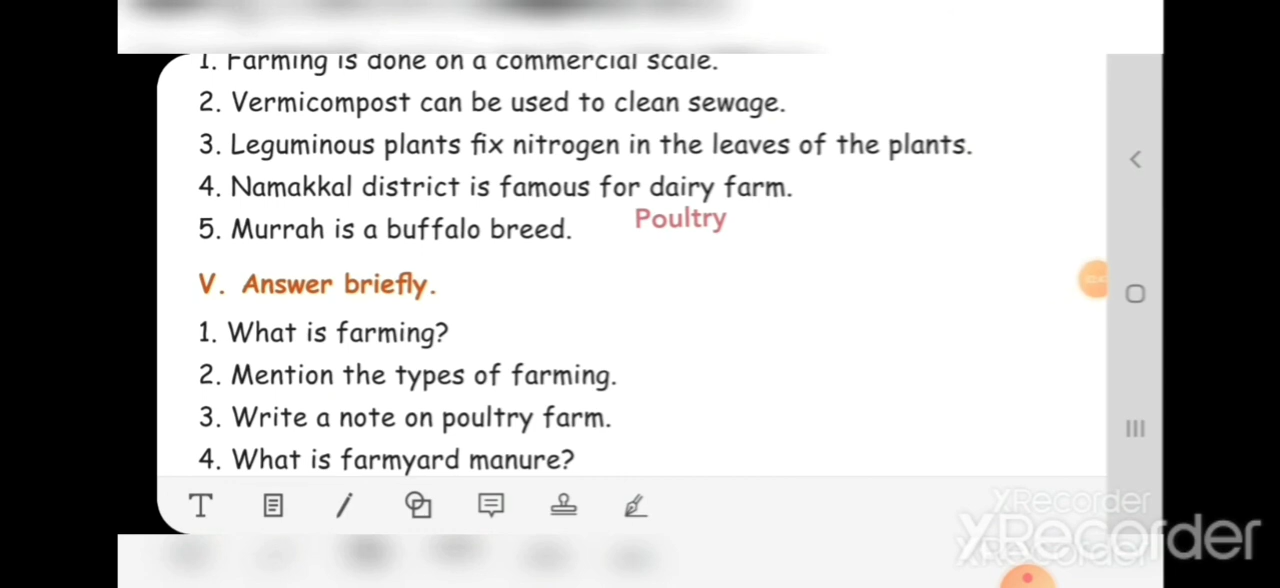 1. Farming is done on a commercial scale.
2. Vermicompost can be used to clean sewage.
3. Leguminous plants fix nitrogen in the leaves of the plants.
4. Namakkal district is famous for dairy farm.
Poultry
5. Murrah is a buffalo breed.
V. Answer briefly.
1. What is farming?
2. Mention the types of farming.
3. Write a note on poultry farm.
4. What is farmyard manure?
T
XRecorder
XRecorder
XRecorder